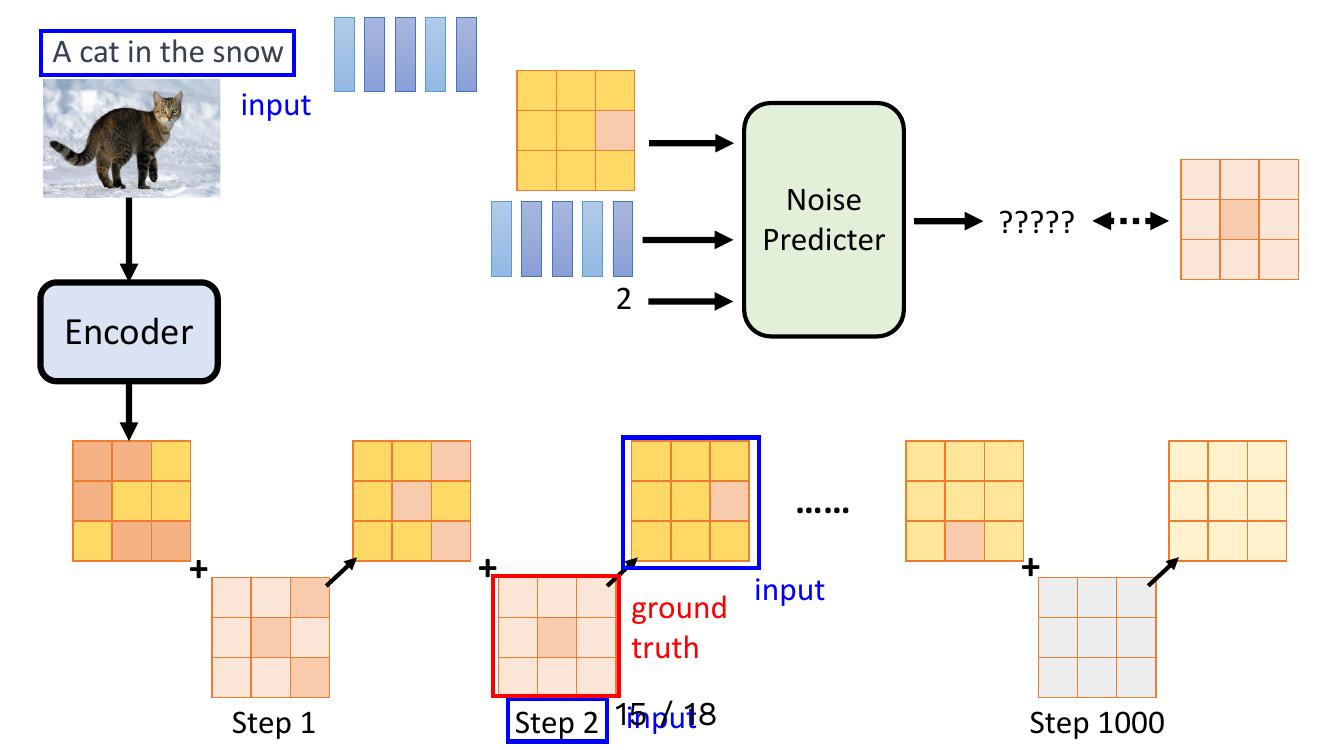 A cat in the snow
input
Noise
Predicter
?????
2
Encoder
+
+
......
+
input
ground
truth
Step 1
Step 2
input
15 / 18
Step 1000